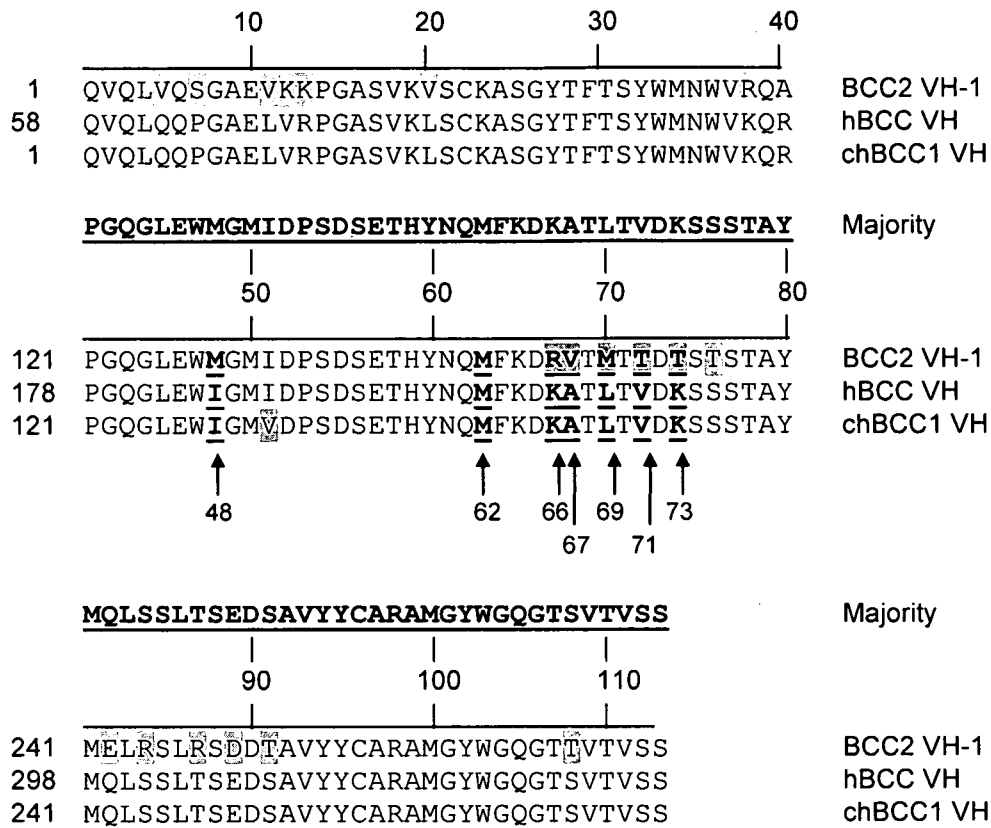 10 20 30 40
1 QVQLVQSGAEVKKPGASVKVSCKASGYTFTSYWMNWVRQA BCC2 VH-1
58 QVQLQQPGAELVRPGASVKLSCKASGYTFTSYWMNWVKQR hBCC VH
1 QVQLQQPGAELVRPGASVKLSCKASGYTFTSYWMNWVKQR chBCC1 VH
PGQGLEWMGMIDPSDSETHYNQMFKDKATLTVDKSSSTAY Majority
50 60 70 80
121 PGQGLEWMGMIDPSDSETHYNQMFKDRVTMTTDTSTSTAY BCC2 VH-1
178 PGQGLEWIGMIDPSDSETHYNQMFKDKATLTVDKSSSTAY hBCC VH
121 PGQGLEWIGMVDPSDSETHYNQMFKDKATLTVDKSSSTAY chBCC1 VH
48 62 66 69 73
67 71
MQLSSLTSEDSAVYYCARAMGYWGQGTSVTVSS Majority
90 100 110
241 MELRSLRSDDTAVYYCARAMGYWGQGTTVTVSS BCC2 VH-1
298 MQLSSLTSEDSAVYYCARAMGYWGQGTSVTVSS hBCC VH
241 MQLSSLTSEDSAVYYCARAMGYWGQGTSVTVSS chBCC1 VH